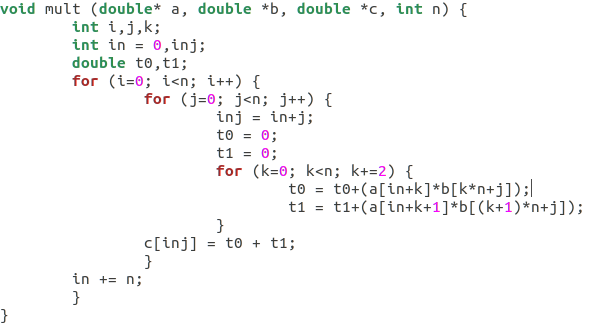 void mult (double* a, double *b, double *c, int n) {
        int i,j,k;
        int in = 0,inj;
        double t0,t1;
        for (i=0; i<n; i++) {
                for (j=0; j<n; j++) {
                        inj = in+j;
                        t0 = 0;
                        t1 = 0;
                        for (k=0; k<n; k+=2) {
                                t0 = t0+(a[in+k]*b[k*n+j]);
                                t1 = t1+(a[in+k+1]*b[(k+1)*n+j]);
                        }
                c[inj] = t0 + t1;
                }
        in += n;
        }
}